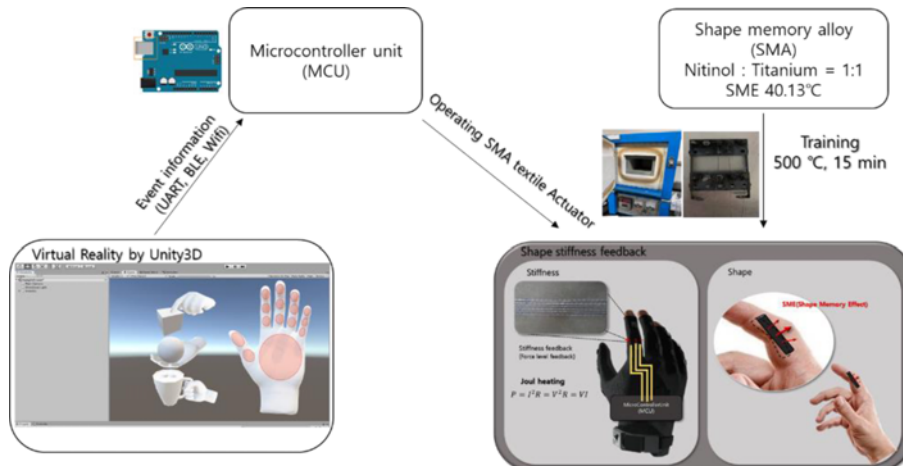 Microcontroller unit
(MCU)
Shape memory alloy
(SMA)
Nitinol : Titanium = 1:1
SME 40.13℃
Event information
(UART, BLE, Wifi)
Operating SMA textile Actuator
Training
500 ℃, 15 min
Virtual Reality by Unity3D
Shape stiffness feedback
Stiffness
Stiffness feedback
(Force level feedback)
Joul heating
P = I²R = V²R = VI
MicroControllerUnit
(MCU)
Shape
SME(Shape Memory Effect)